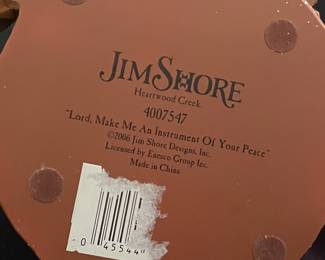 JIM SHORE
Heartwood Creek
4007547
"Lord, Make Me An Instrument Of Your Peace"
©2006 Jim Shore Designs, Inc.
Licensed by Enesco Group Inc.
Made in China
0 45544